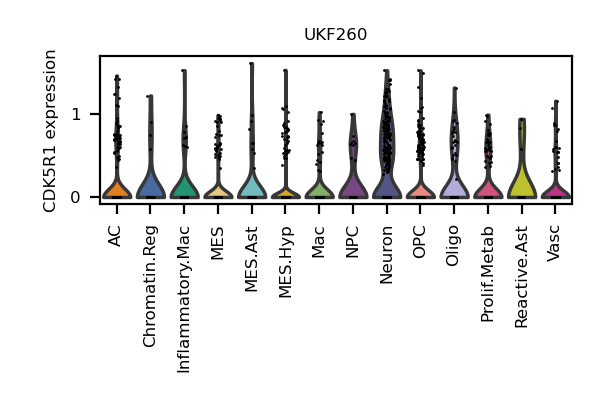 UKF260
CDK5R1 expression
1
0
AC
Chromatin.Reg
Inflammatory.Mac
MES
MES.Ast
MES.Hyp
Mac
NPC
Neuron
OPC
Oligo
Prolif.Metab
Reactive.Ast
Vasc